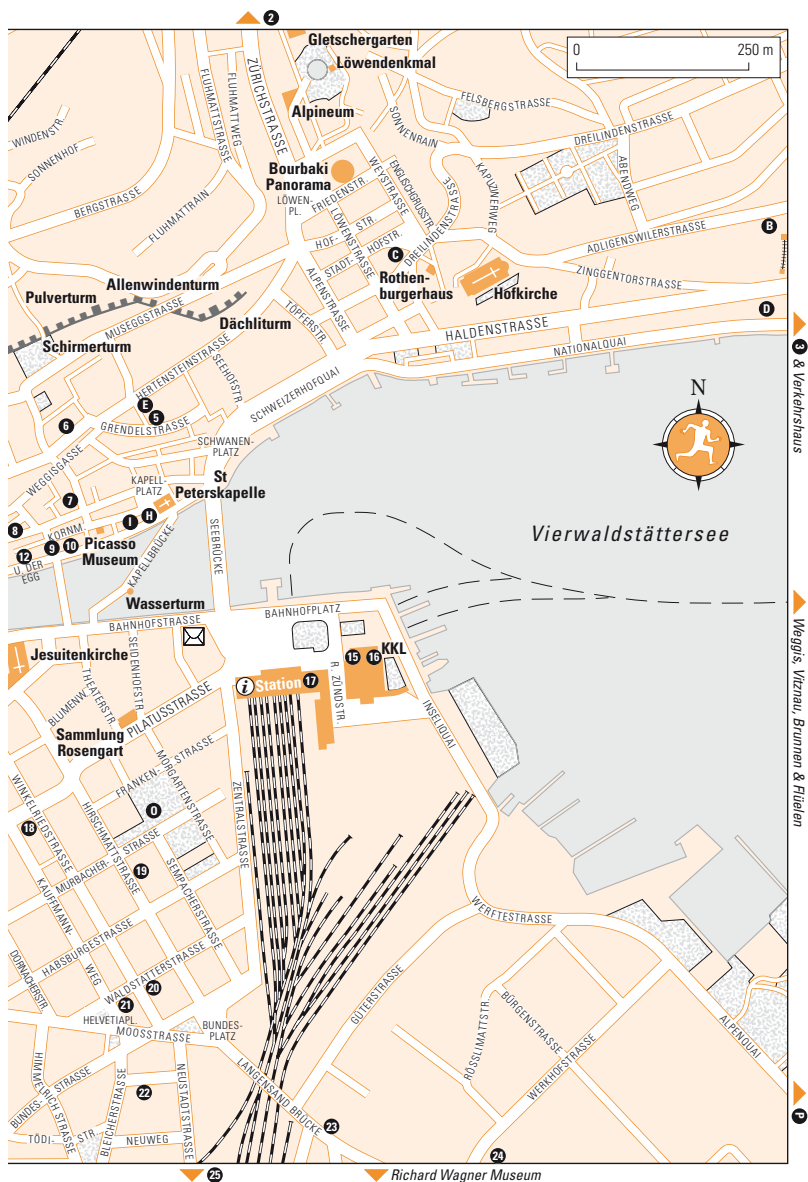 2
Gletschergarten
Löwendenkmal
0
250 m
ZÜRICHSTRASSE
FLUHMATTSTRASSE
FLUHMATTWEG
Alpineum
FELSBERGSTRASSE
SONNENRAIN
DREILINDENSTRASSE
WINDENSTR.
SONNENHOF
Bourbaki
Panorama
LÖWEN-
PL.
FRIEDENSTR.
WEYSTRASSE
ENGLISCHGRUSSTR.
KAPUZINERWEG
ABENDWEG
BERGSTRASSE
FLUHMATTRAIN
HOF-
STR.
LÖWENSTRASSE
STADT-
HOFSTR.
DREILINDENSTRASSE
C
ADLIGENSWILERSTRASSE
B
ZINGGENTORSTRASSE
Rothen-
burgerhaus
Hofkirche
Allenwindenturm
Pulverturm
MUSEGGSTRASSE
Dächliturm
TÖPFERSTR.
ALPENSTRASSE
Schirmerturm
HALDENSTRASSE
D
NATIONALQUAI
3 & Verkehrshaus
HERTENSTEINSTRASSE
SEEHOFSTR.
SCHWEIZERHOFQUAI
E
5
6
GRENDELSTRASSE
N
SCHWANEN-
PLATZ
WEGGISGASSE
KAPELL-
PLATZ
St
Peterskapelle
7
8
KORNM.
I
H
12
9
10
Picasso
Museum
U. DER
EGG
KAPELLBRÜCKE
SEEBRÜCKE
Vierwaldstättersee
Wasserturm
BAHNHOFPLATZ
BAHNHOFSTRASSE
Weggis, Vitznau, Brunnen & Flüelen
Jesuitenkirche
THEATERSTR.
SEIDENHOFSTR.
15
16
KKL
i
Station
17
R. ZÜNDSTR.
INSELIQUAI
BLUMENW.
PILATUSSTRASSE
Sammlung
Rosengart
FRANKEN-
STRASSE
MORGARTENSTRASSE
ZENTRALSTRASSE
O
18
WINKELRIEDSTRASSE
HIRSCHMATTSTRASSE
MURBACHER-
STRASSE
19
SEMPACHERSTRASSE
KAUFFMANN-
WEG
HABSBURGESTRASSE
WERFTESTRASSE
DORNACHERSTR.
WALDSTÄTTERSTRASSE
20
21
HELVETIAPL.
MOOSSTRASSE
BUNDES-
PLATZ
GÜTERSTRASSE
RÖSSLIMATTSTR.
BÜRGENSTRASSE
WERKHOFSTRASSE
ALPENQUAI
HIMMELRICH STRASSE
BUNDES-
STRASSE
BLEICHERSTRASSE
22
NEUSTADTSTRASSE
LANGENSAND BRÜCKE
23
P
TÖDI-
STR.
NEUWEG
24
25
Richard Wagner Museum